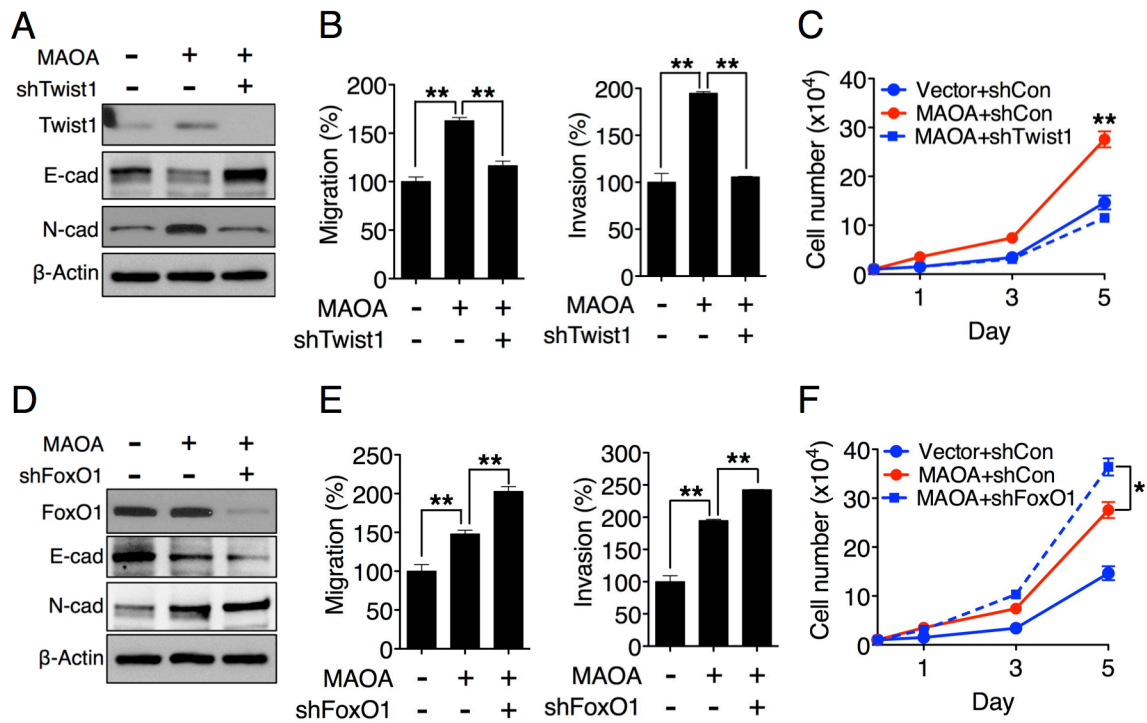 A
MAOA - + +
shTwist1 - - +
Twist1
E-cad
N-cad
β-Actin
B
Migration (%)
200
150
100
50
0
** **
MAOA - + +
shTwist1 - - +
Invasion (%)
200
150
100
50
0
** **
MAOA - + +
shTwist1 - - +
C
Cell number (x10⁴)
40
30
20
10
0
Vector+shCon
MAOA+shCon
MAOA+shTwist1
**
1 3 5
Day
D
MAOA - + +
shFoxO1 - - +
FoxO1
E-cad
N-cad
β-Actin
E
Migration (%)
250
200
150
100
50
0
** **
MAOA - + +
shFoxO1 - - +
Invasion (%)
300
250
200
150
100
50
0
** **
MAOA - + +
shFoxO1 - - +
F
Cell number (x10⁴)
40
30
20
10
0
Vector+shCon
MAOA+shCon
MAOA+shFoxO1
*
1 3 5
Day